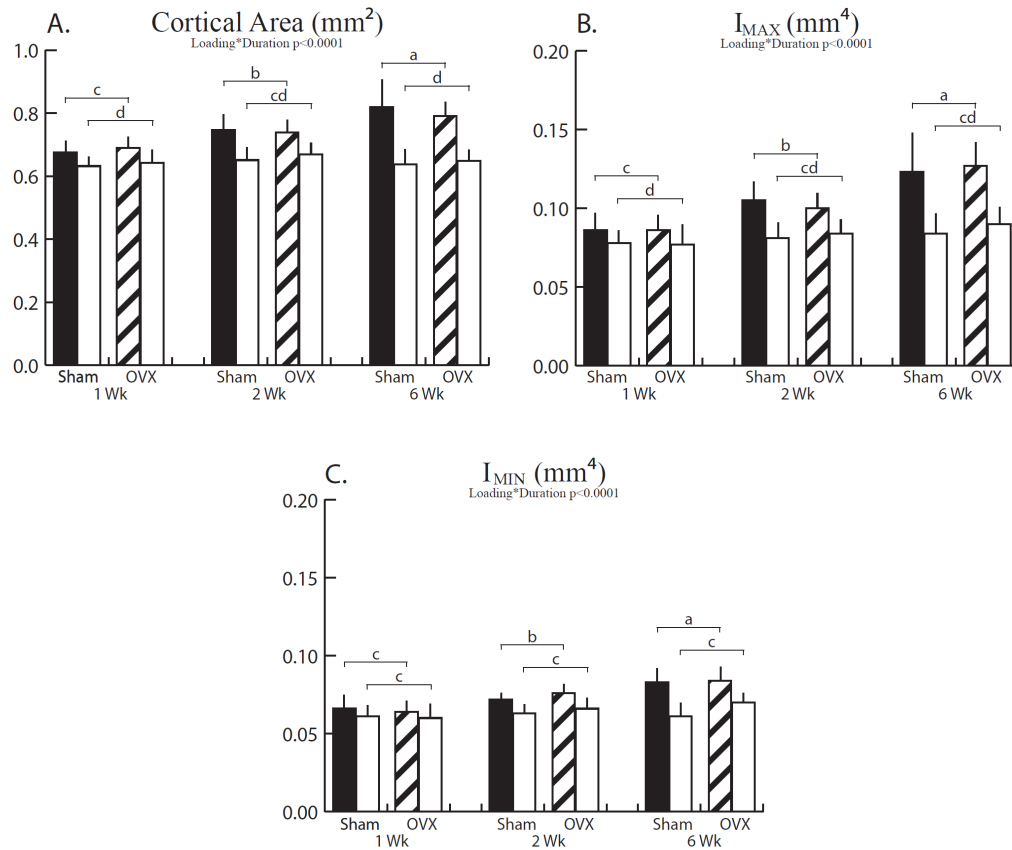 A. Cortical Area (mm²)
Loading*Duration p<0.0001
1.0
0.8
0.6
0.4
0.2
0.0
c
d
b
cd
a
d
Sham OVX Sham OVX Sham OVX
1 Wk 2 Wk 6 Wk
B. IMAX (mm⁴)
Loading*Duration p<0.0001
0.20
0.15
0.10
0.05
0.00
c
d
b
cd
a
cd
Sham OVX Sham OVX Sham OVX
1 Wk 2 Wk 6 Wk
C. IMIN (mm⁴)
Loading*Duration p<0.0001
0.20
0.15
0.10
0.05
0.00
c
c
b
c
a
c
Sham OVX Sham OVX Sham OVX
1 Wk 2 Wk 6 Wk